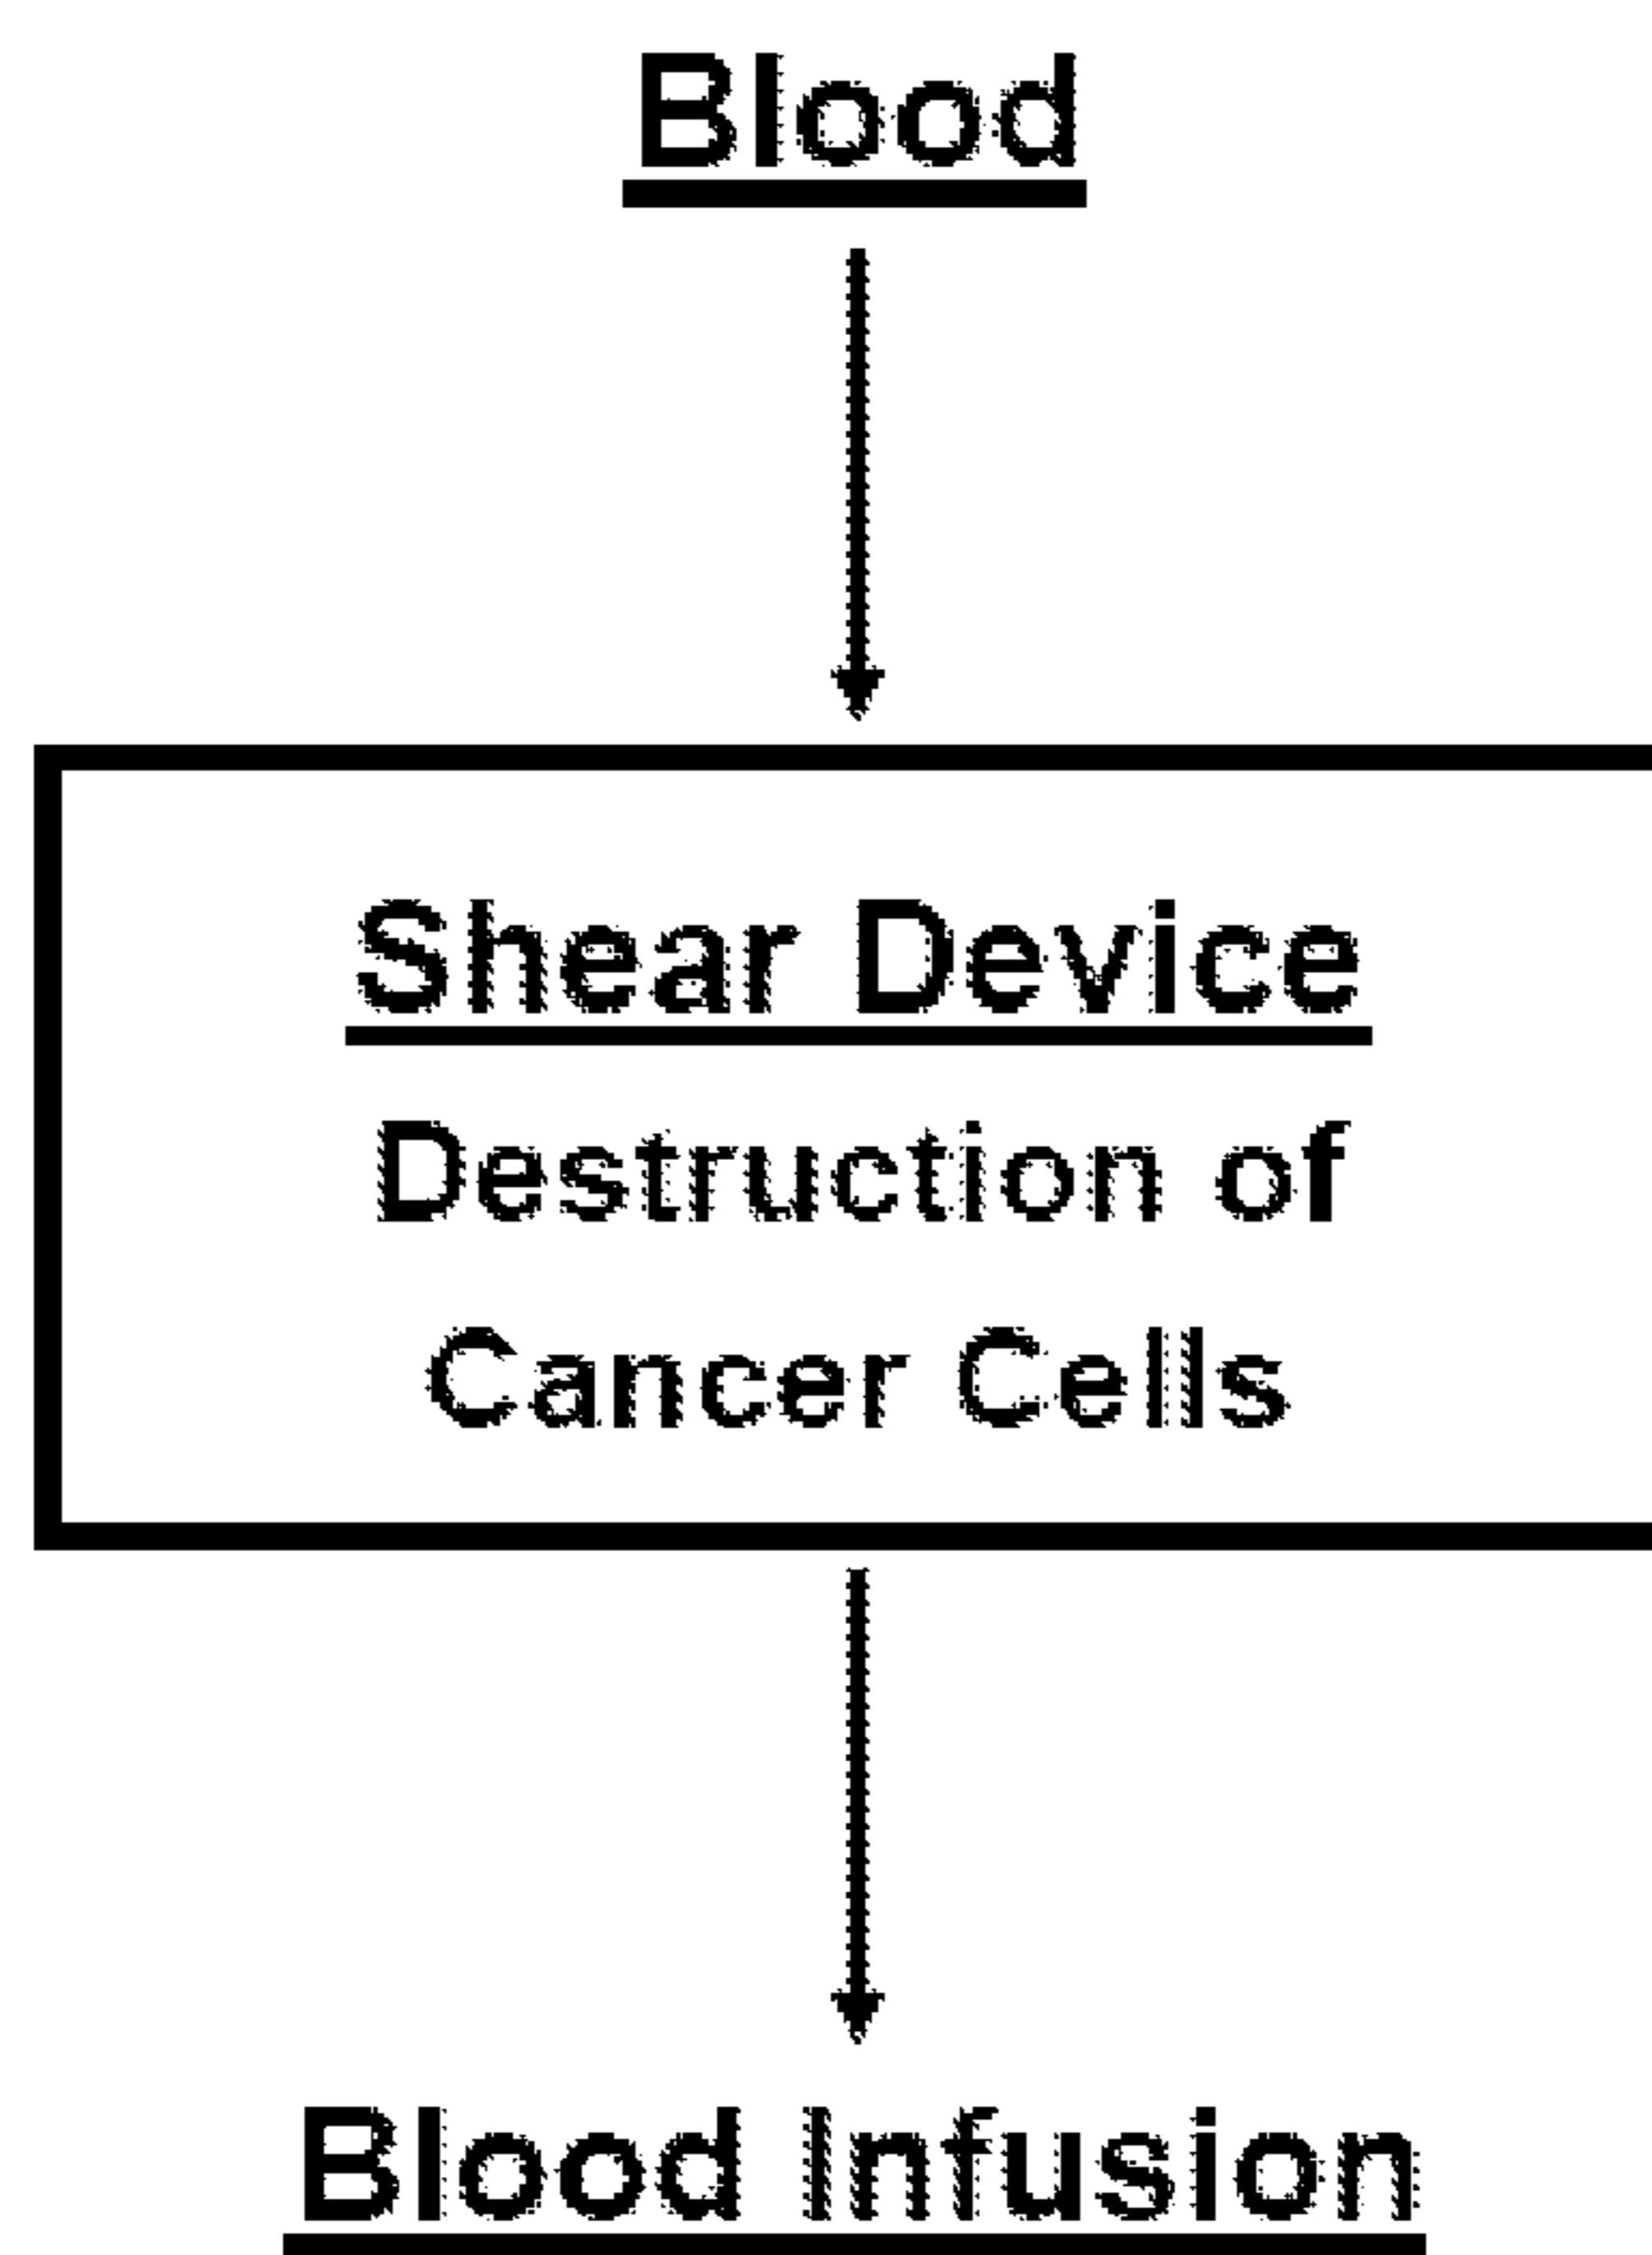 Blood
Shear Device
Destruction of
Cancer Cells
Blood Infusion